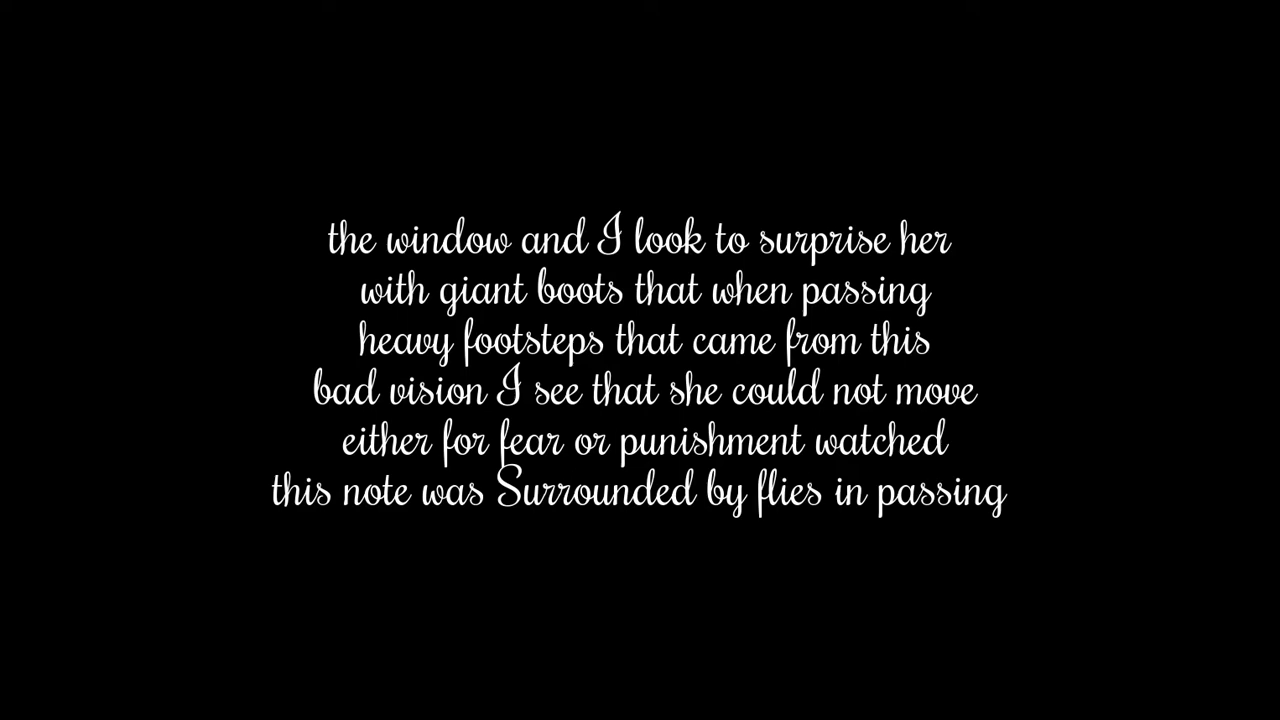 the window and I look to surprise her
with giant boots that when passing
heavy footsteps that came from this
bad vision I see that she could not move
either for fear or punishment watched
this note was Surrounded by flies in passing